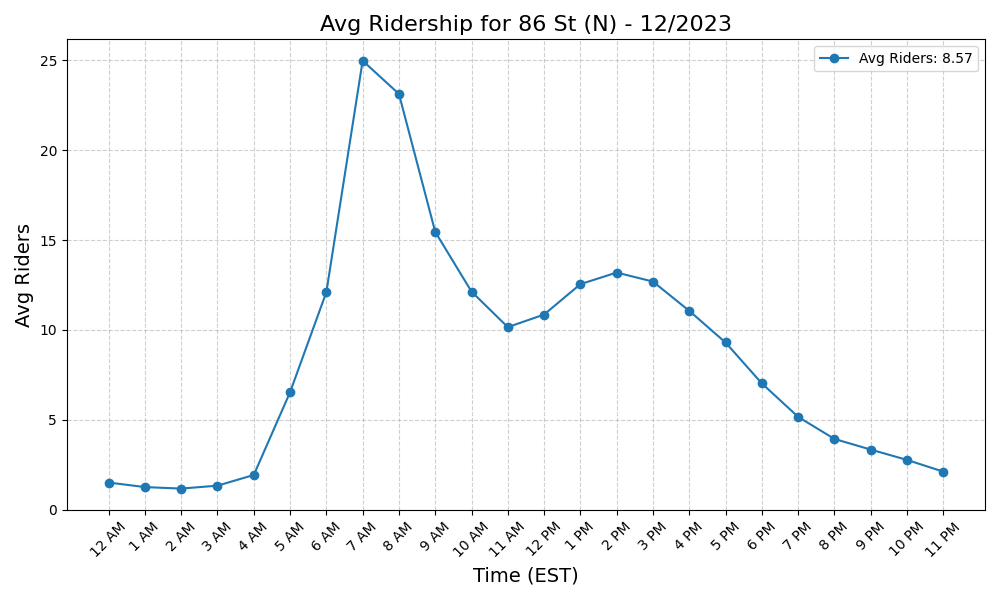 Avg Ridership for 86 St (N) - 12/2023
Avg Riders: 8.57
Avg Riders
25
20
15
10
5
0
12 AM
1 AM
2 AM
3 AM
4 AM
5 AM
6 AM
7 AM
8 AM
9 AM
10 AM
11 AM
12 PM
1 PM
2 PM
3 PM
4 PM
5 PM
6 PM
7 PM
8 PM
9 PM
10 PM
11 PM
Time (EST)